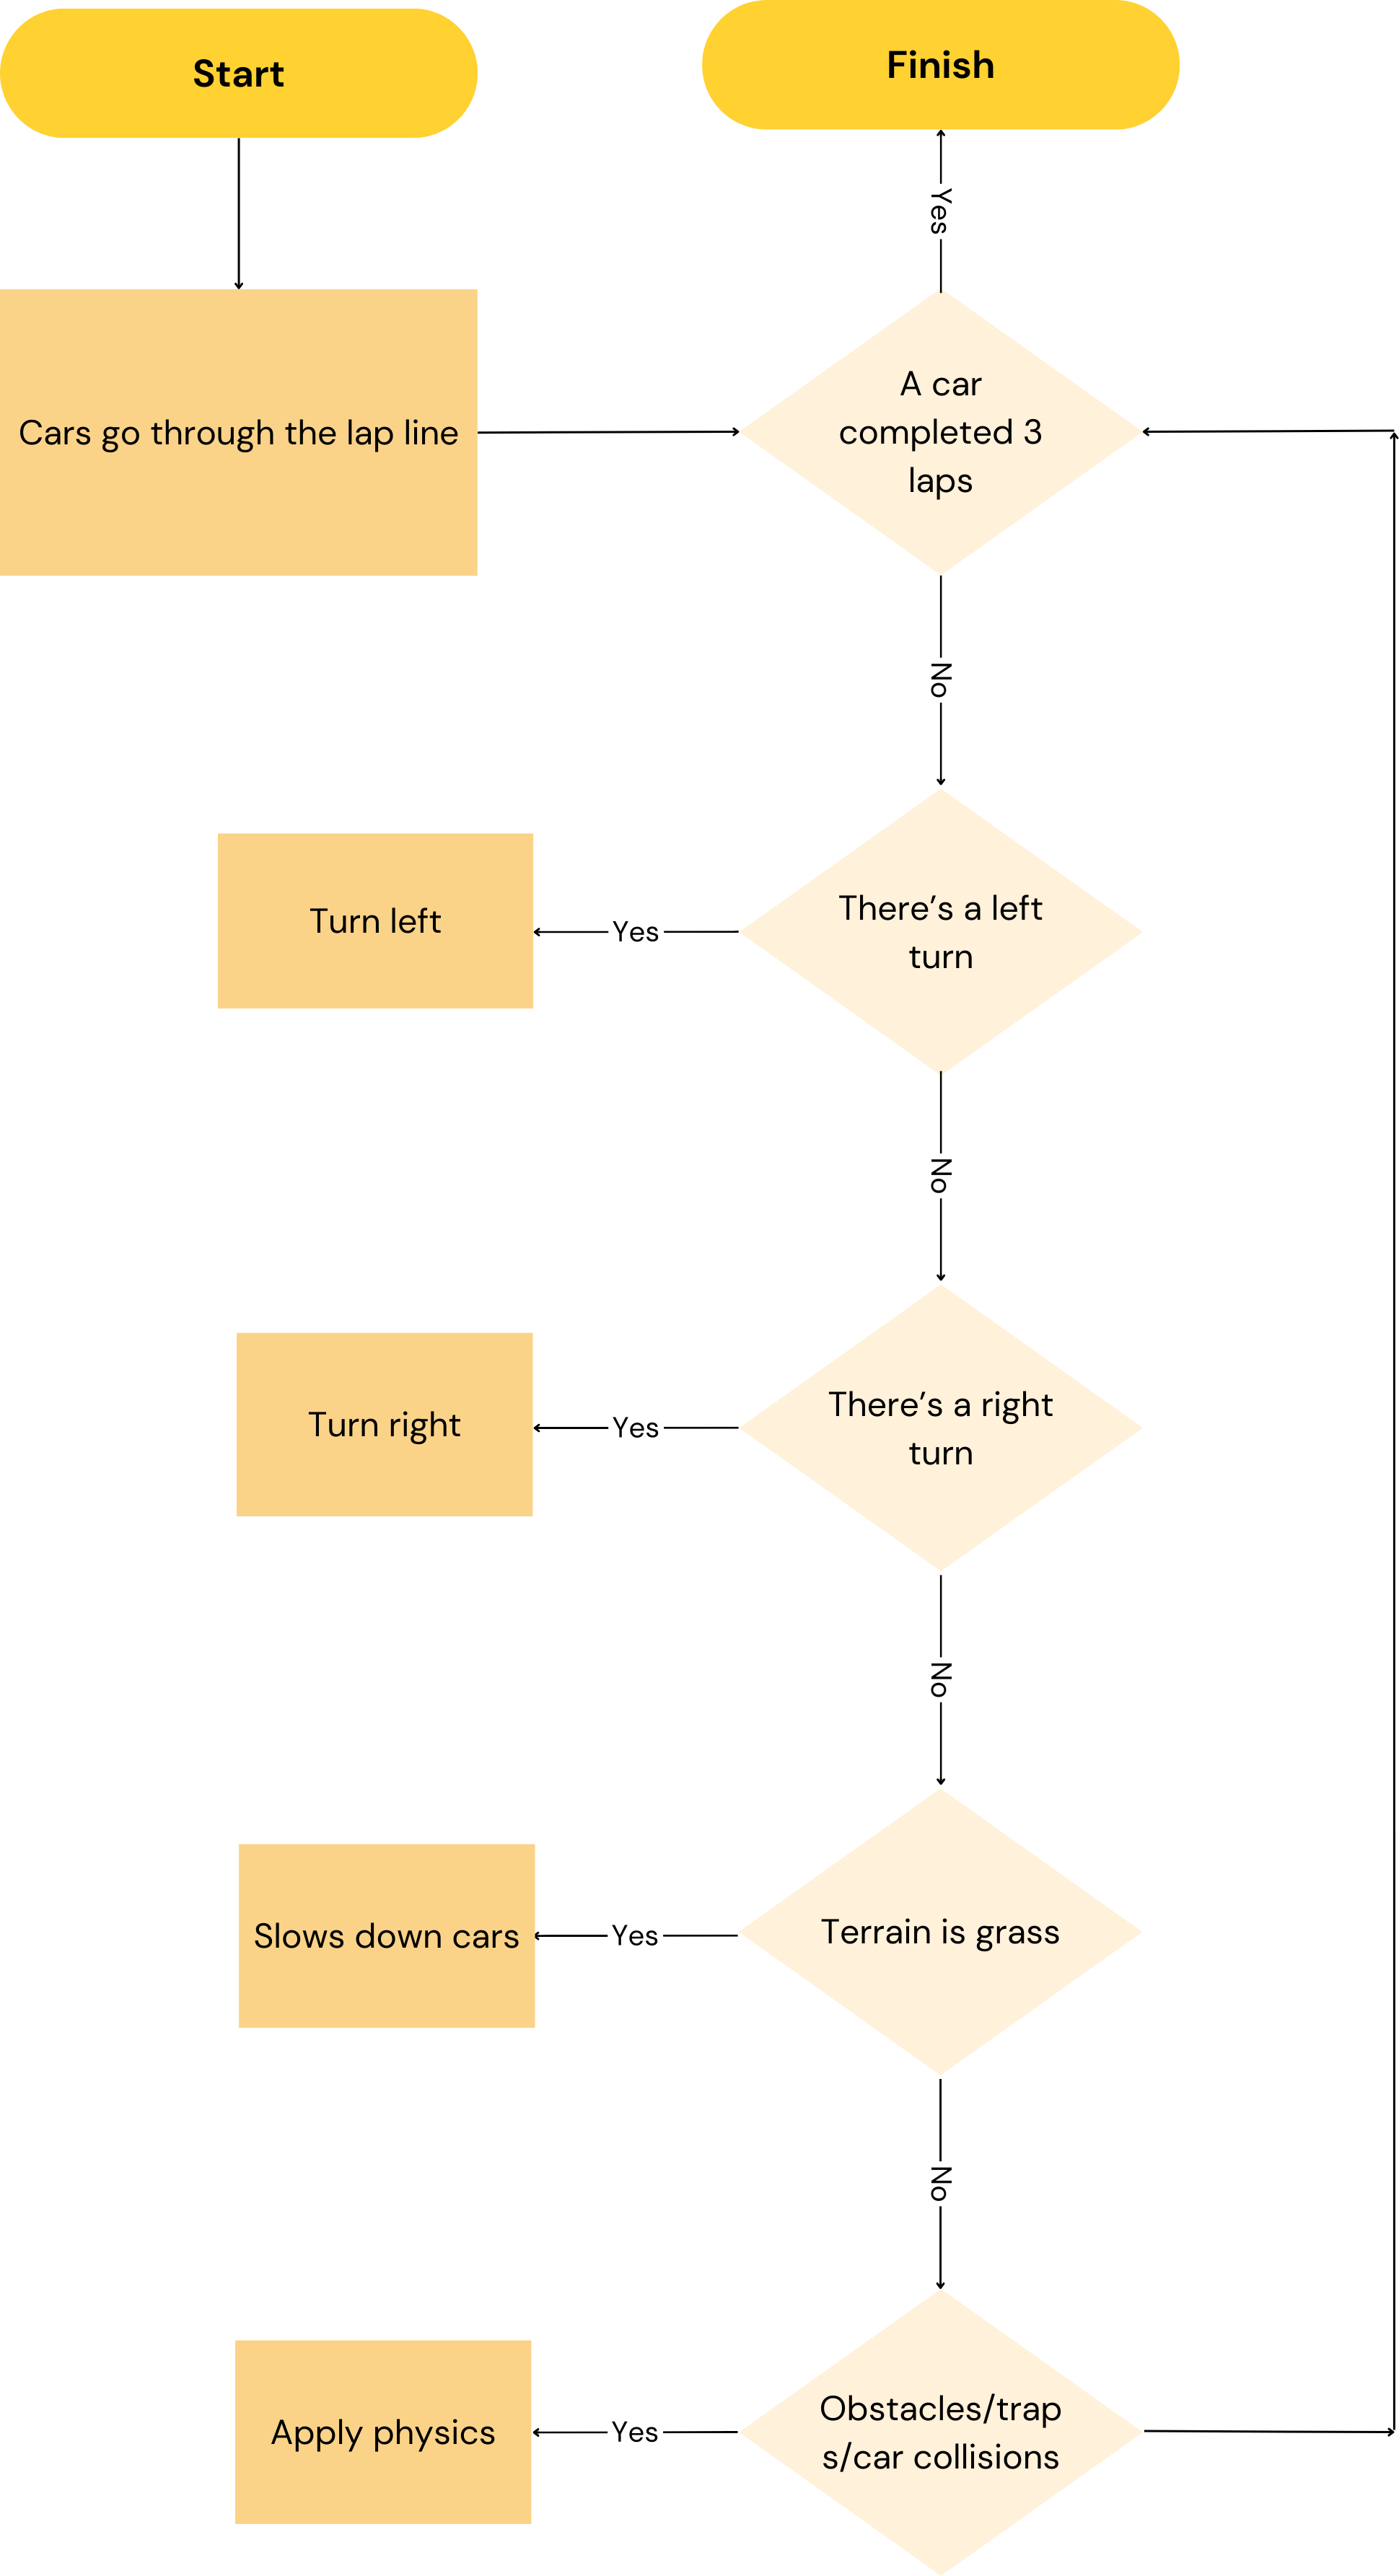 Start
Finish
Yes
Cars go through the lap line
A car
completed 3
laps
No
Turn left
Yes
There's a left
turn
No
Turn right
Yes
There's a right
turn
No
Slows down cars
Yes
Terrain is grass
No
Apply physics
Yes
Obstacles/trap
s/car collisions